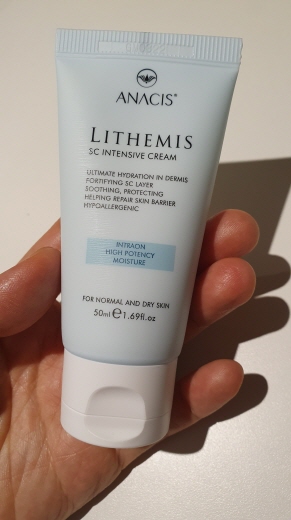 ANACIS®
LITHEMIS
SC INTENSIVE CREAM
ULTIMATE HYDRATION IN DERMIS
FORTIFYING SC LAYER
SOOTHING, PROTECTING
HELPING REPAIR SKIN BARRIER
HYPOALLERGENIC
INTRAON
HIGH POTENCY
MOISTURE
FOR NORMAL AND DRY SKIN
50ml℮1.69fl.oz